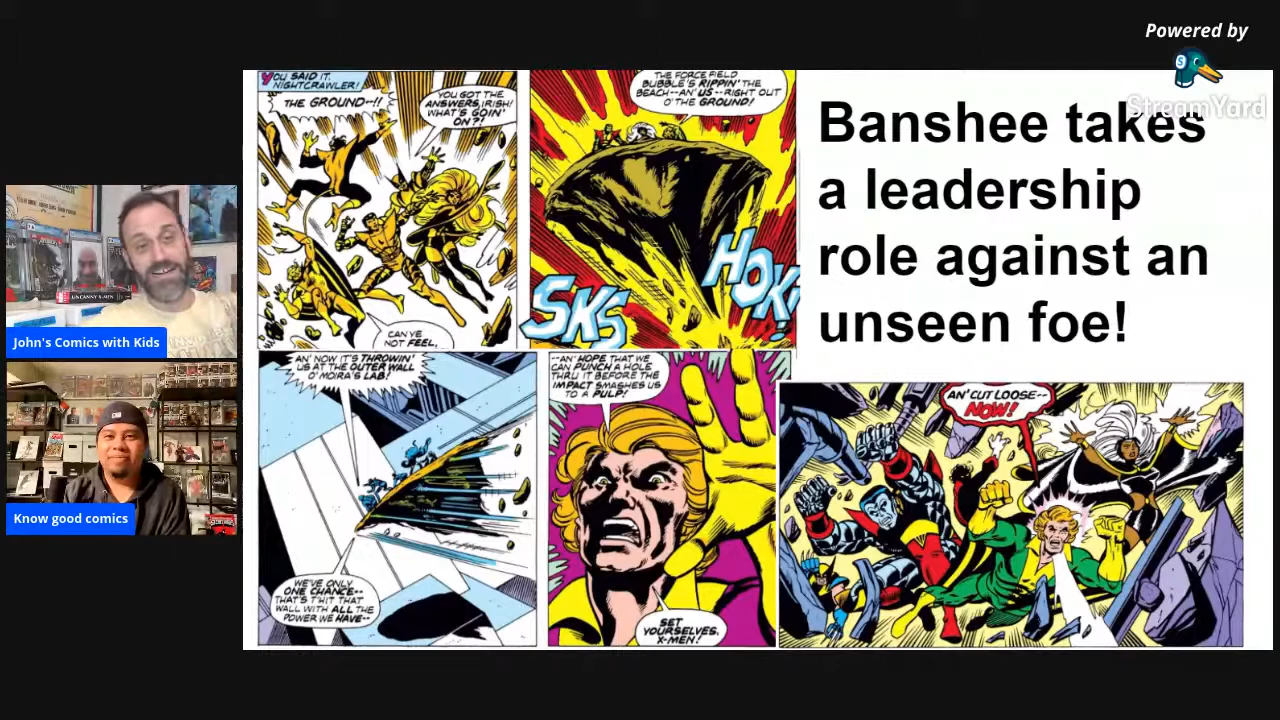 Powered by
StreamYard
Banshee takes
a leadership
role against an
unseen foe!
YOU SAID IT,
NIGHTCRAWLER!
THE GROUND--!!
YOU GOT THE
ANSWERS, IRISH!
WHAT'S GOIN'
ON?!
CAN YE
NOT FEEL,
THE FORCE FIELD
BUBBLE'S RIPPIN' THE
BEACH--AN' US--RIGHT OUT
O' THE GROUND!
SKS
HOK!
AN' NOW IT'S THROWIN'
US AT THE OUTER WALL
O' MOIRA'S LAB!
WE'VE ONLY
ONE CHANCE--
THAT'S T'HIT THAT
WALL WITH ALL THE
POWER WE HAVE--
--AN' HOPE THAT WE
CAN PUNCH A HOLE
THRU IT BEFORE THE
IMPACT SMASHES US
TO A PULP!
SET
YOURSELVES,
X-MEN!
AN' CUT LOOSE--
NOW!
UNCANNY X-MEN
John's Comics with Kids
Know good comics